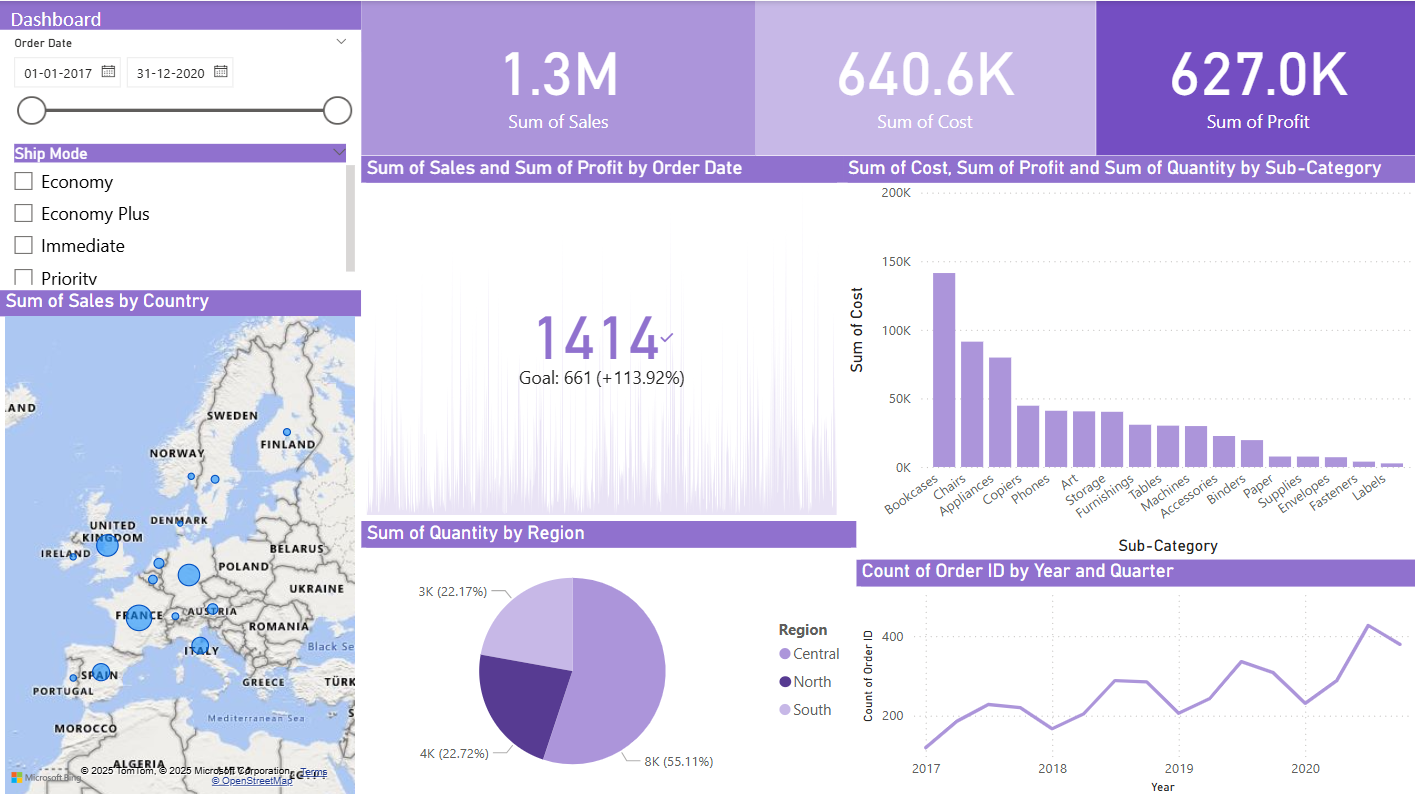 Dashboard
Order Date
01-01-2017
31-12-2020
Ship Mode
Economy
Economy Plus
Immediate
Priority
1.3M
Sum of Sales
640.6K
Sum of Cost
627.0K
Sum of Profit
Sum of Sales by Country
SWEDEN
FINLAND
NORWAY
DENMARK
UNITED
KINGDOM
IRELAND
BELARUS
POLAND
UKRAINE
FRANCE
AUSTRIA
ROMANIA
ITALY
Black Se
SPAIN
PORTUGAL
GREECE
TÜRK
Mediterranean Sea
MOROCCO
ALGERIA
Microsoft Bing
© 2025 TomTom, © 2025 Microsoft Corporation, Terms
© OpenStreetMap
Sum of Sales and Sum of Profit by Order Date
1414
Goal: 661 (+113.92%)
Sum of Cost, Sum of Profit and Sum of Quantity by Sub-Category
Sum of Cost
200K
150K
100K
50K
0K
Bookcases
Chairs
Appliances
Copiers
Phones
Art
Storage
Furnishings
Tables
Machines
Accessories
Binders
Paper
Supplies
Envelopes
Fasteners
Labels
Sub-Category
Sum of Quantity by Region
3K (22.17%)
4K (22.72%)
8K (55.11%)
Region
Central
North
South
Count of Order ID by Year and Quarter
Count of Order ID
400
200
2017
2018
2019
2020
Year